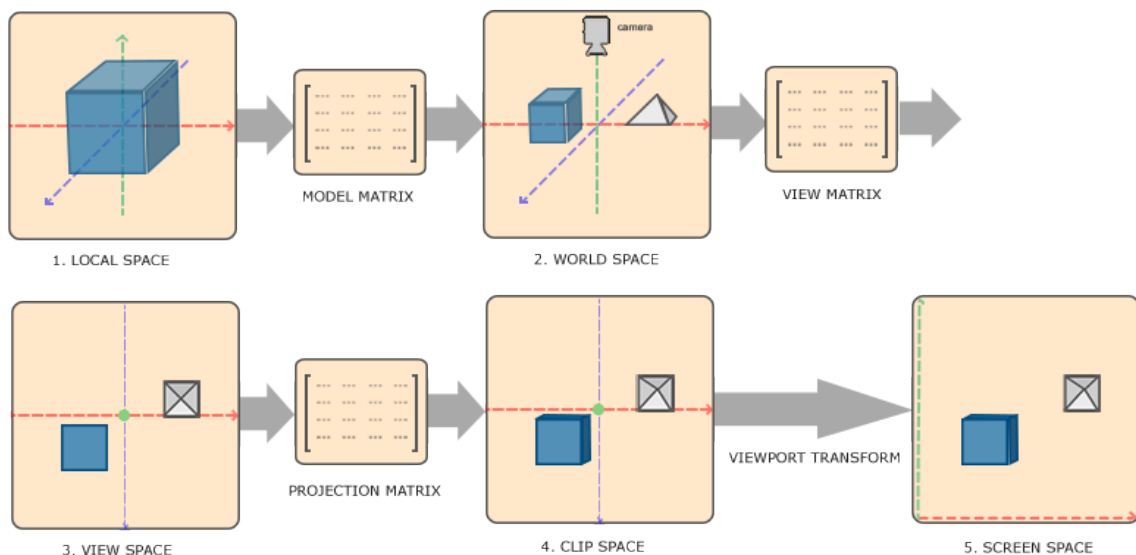 camera
MODEL MATRIX
VIEW MATRIX
1. LOCAL SPACE
2. WORLD SPACE
VIEWPORT TRANSFORM
PROJECTION MATRIX
3. VIEW SPACE
4. CLIP SPACE
5. SCREEN SPACE